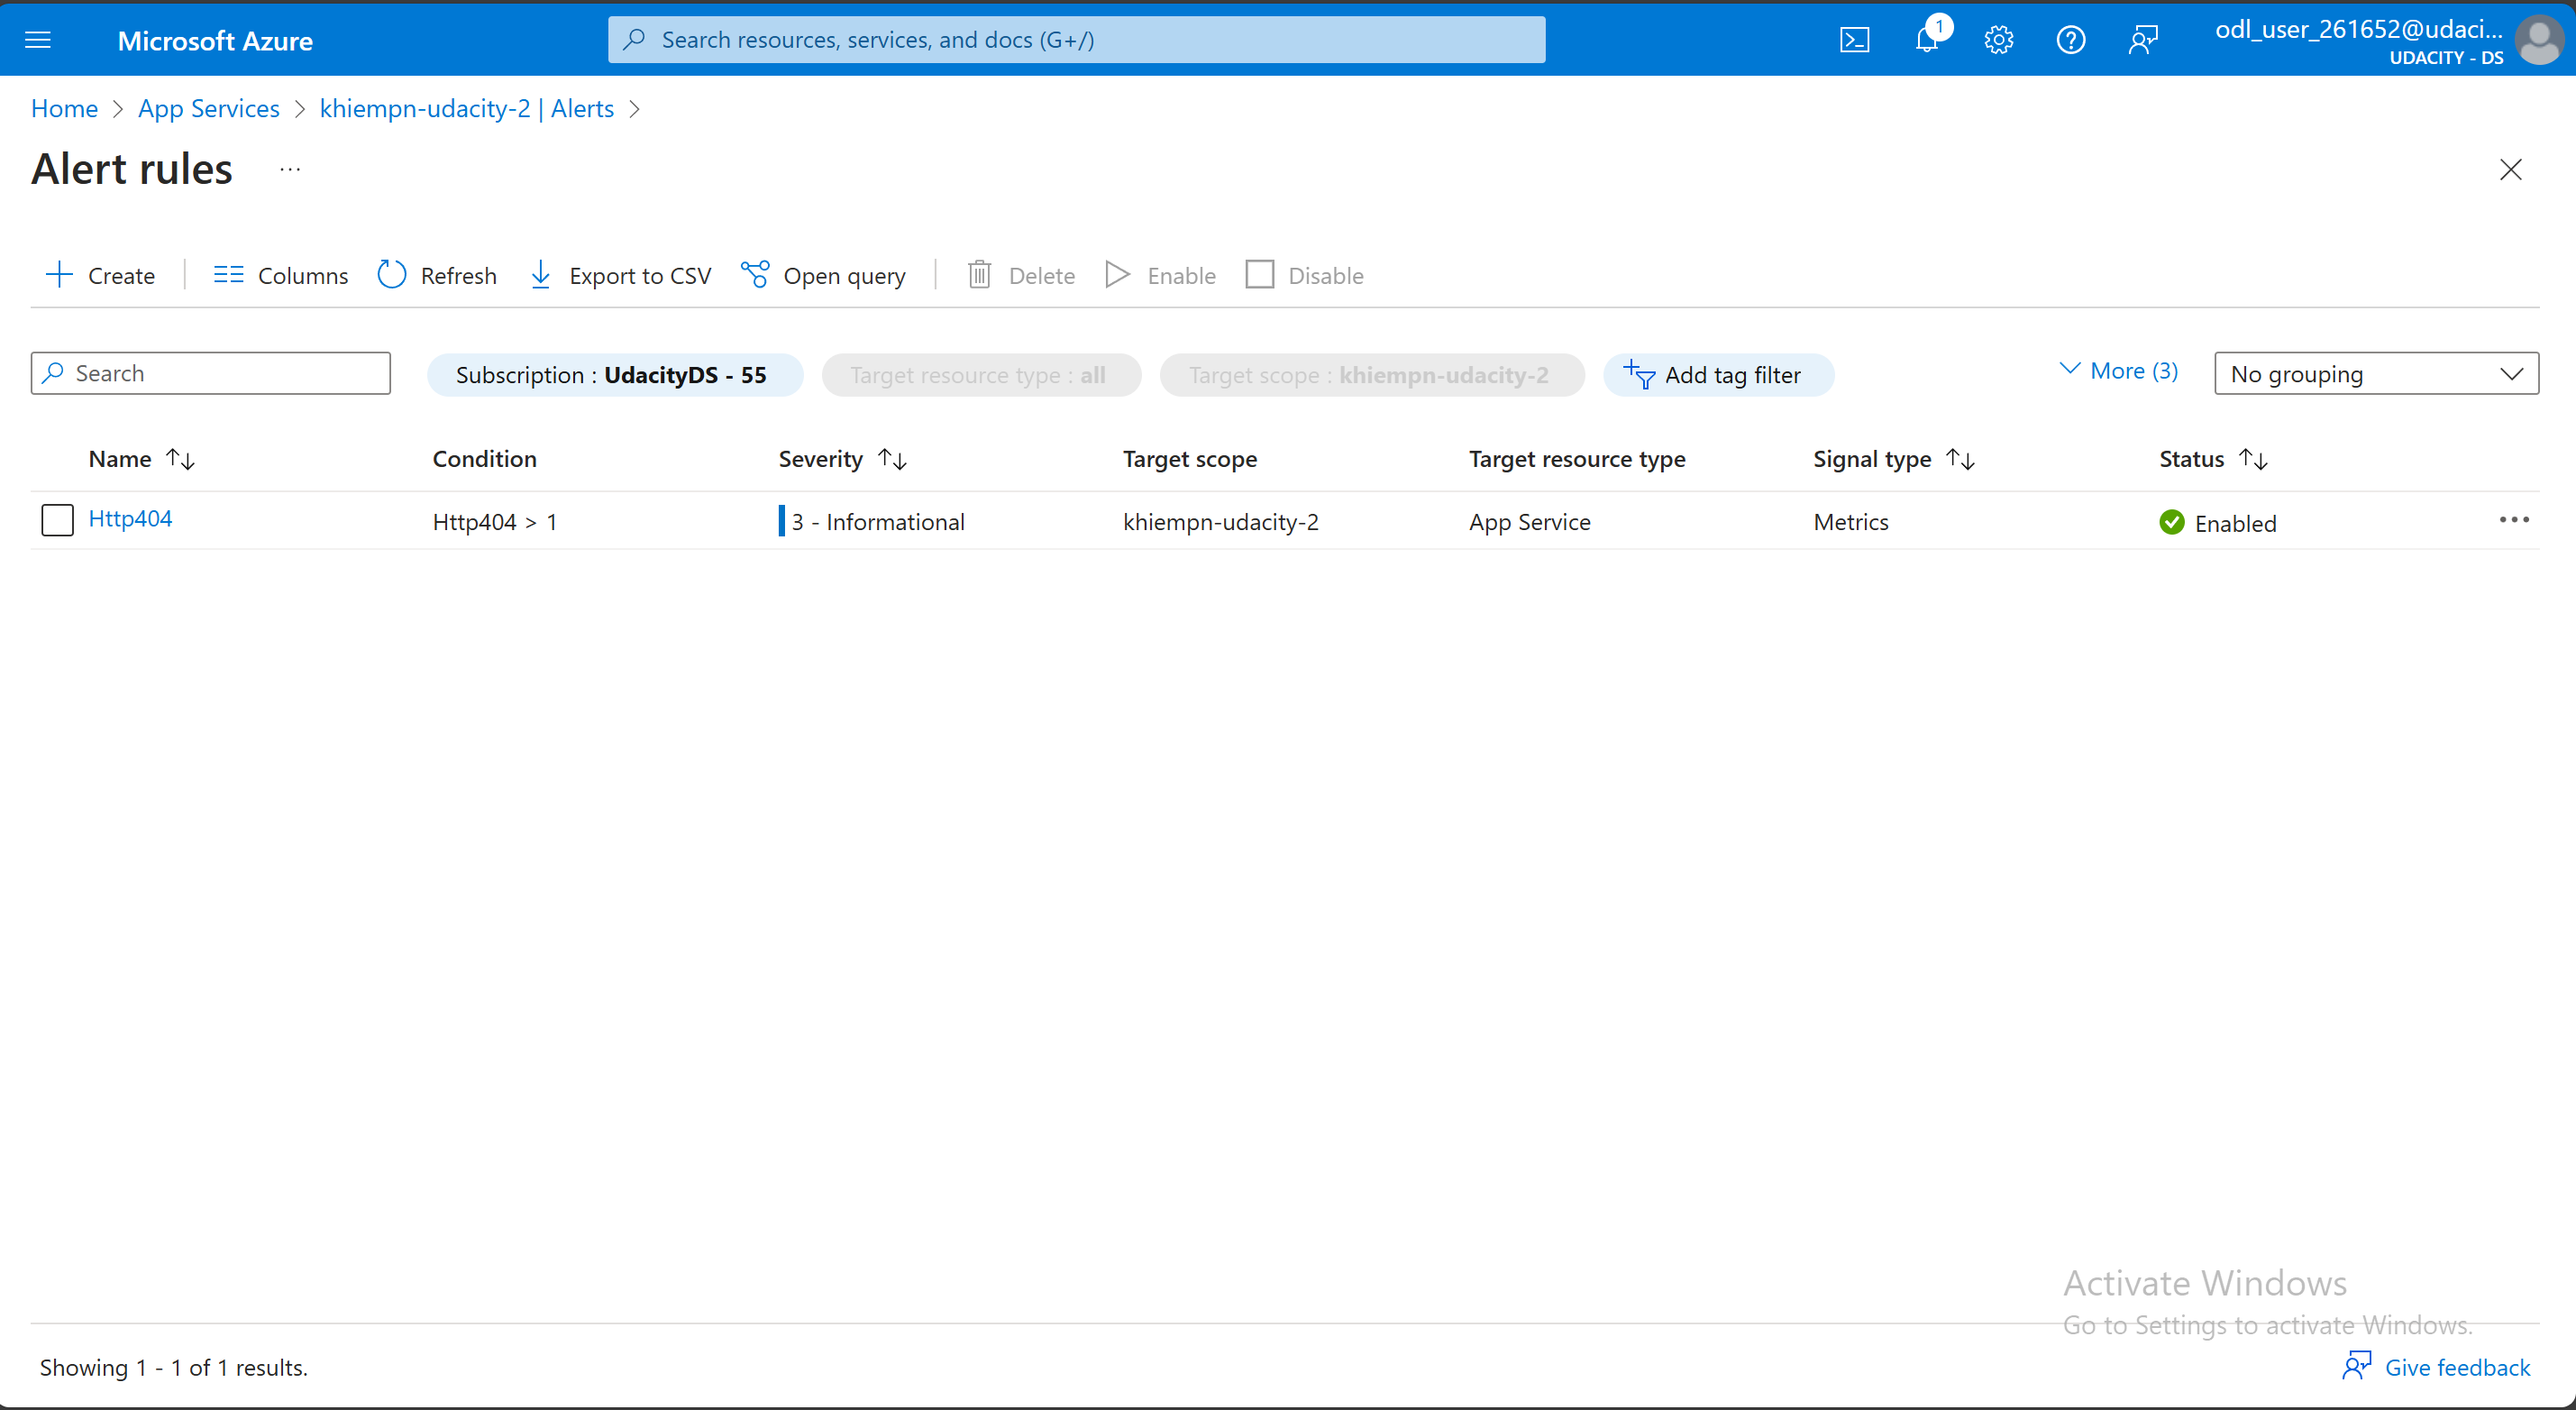 Microsoft Azure
Search resources, services, and docs (G+/)
1
odl_user_261652@udaci...
UDACITY - DS
Home > App Services > khiempn-udacity-2 | Alerts >
Alert rules ...
Create Columns Refresh Export to CSV Open query Delete Enable Disable
Search Subscription : UdacityDS - 55 Target resource type : all Target scope : khiempn-udacity-2 Add tag filter More (3) No grouping
Name Condition Severity Target scope Target resource type Signal type Status
Http404 Http404 > 1 3 - Informational khiempn-udacity-2 App Service Metrics Enabled
Activate Windows
Go to Settings to activate Windows.
Showing 1 - 1 of 1 results.
Give feedback